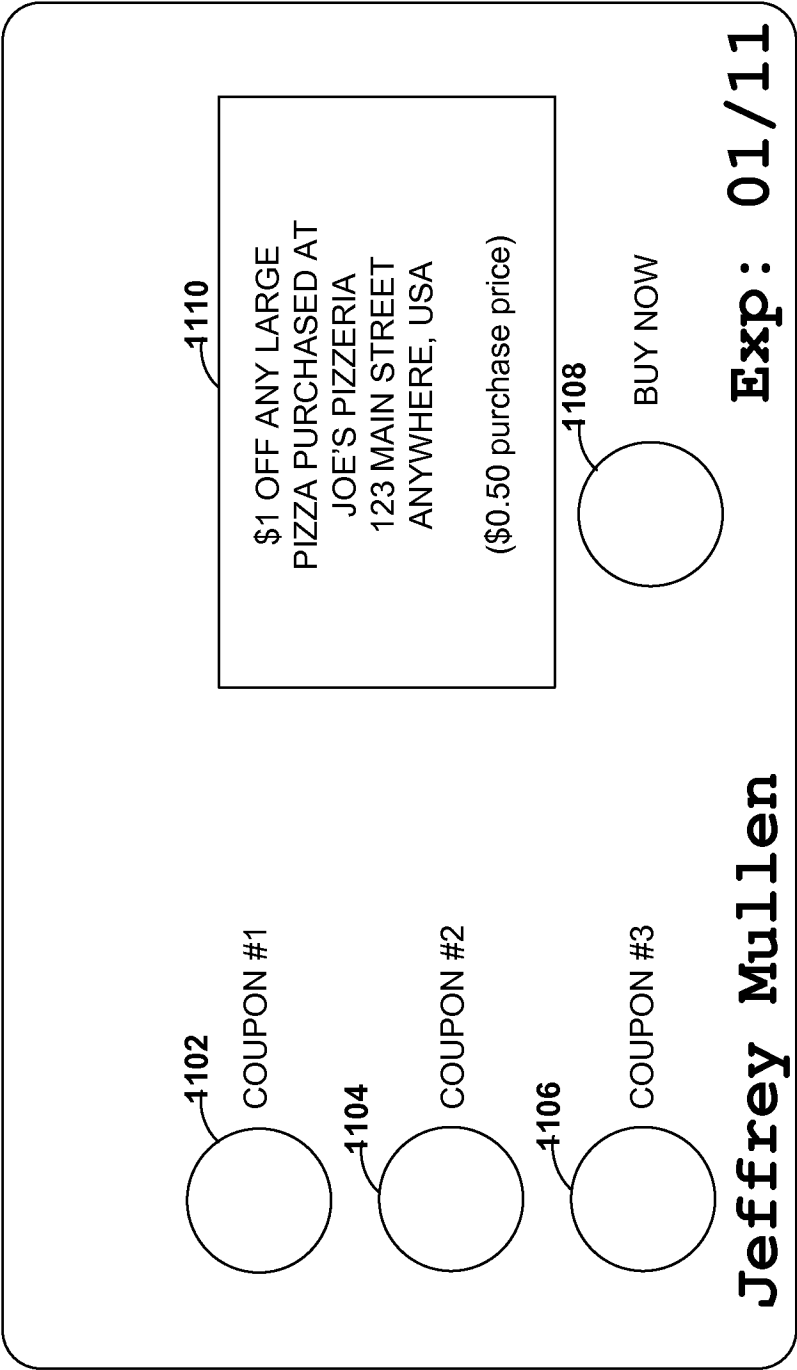 1110
$1 OFF ANY LARGE
PIZZA PURCHASED AT
JOE'S PIZZERIA
123 MAIN STREET
ANYWHERE, USA
($0.50 purchase price)
1102
COUPON #1
1104
COUPON #2
1106
COUPON #3
1108
BUY NOW
Jeffrey Mullen
Exp: 01/11